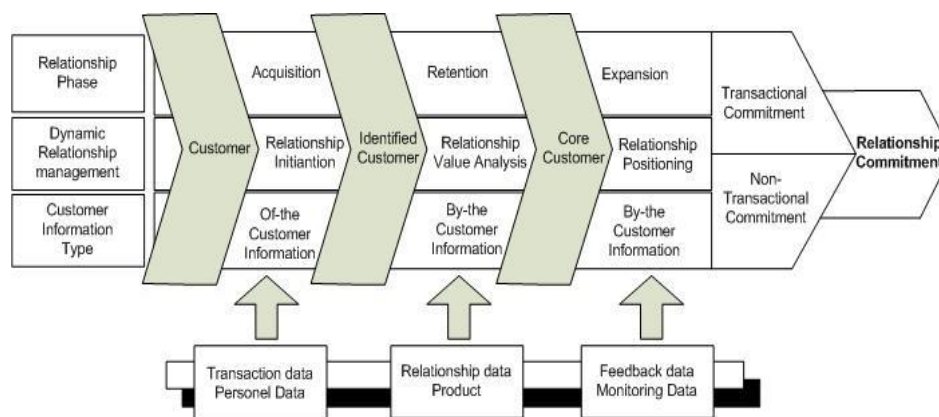 Relationship
Phase
Acquisition
Retention
Expansion
Transactional
Commitment
Dynamic
Relationship
management
Customer
Relationship
Initiantion
Identified
Customer
Relationship
Value Analysis
Core
Customer
Relationship
Positioning
Relationship
Commitment
Non-
Transactional
Commitment
Customer
Information
Type
Of-the
Customer
Information
By-the
Customer
Information
By-the
Customer
Information
Transaction data
Personel Data
Relationship data
Product
Feedback data
Monitoring Data